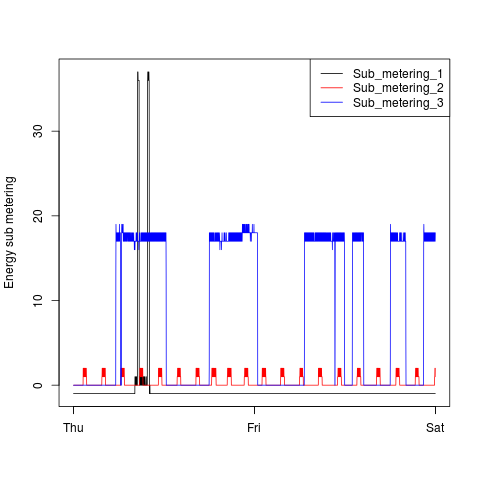 Sub_metering_1
Sub_metering_2
Sub_metering_3
Energy sub metering
30
20
10
0
Thu Fri Sat